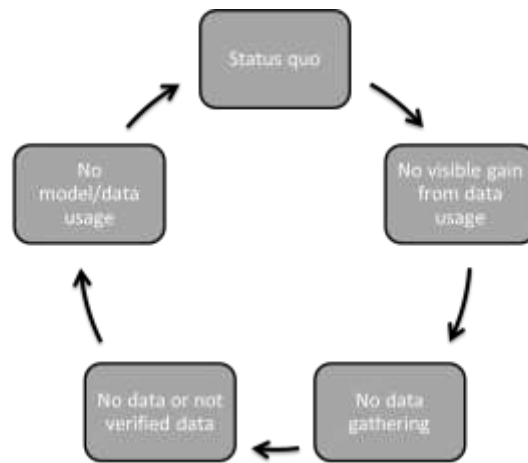 Status quo
No visible gain
from data
usage
No data
gathering
No data or not
verified data
No
model/data
usage